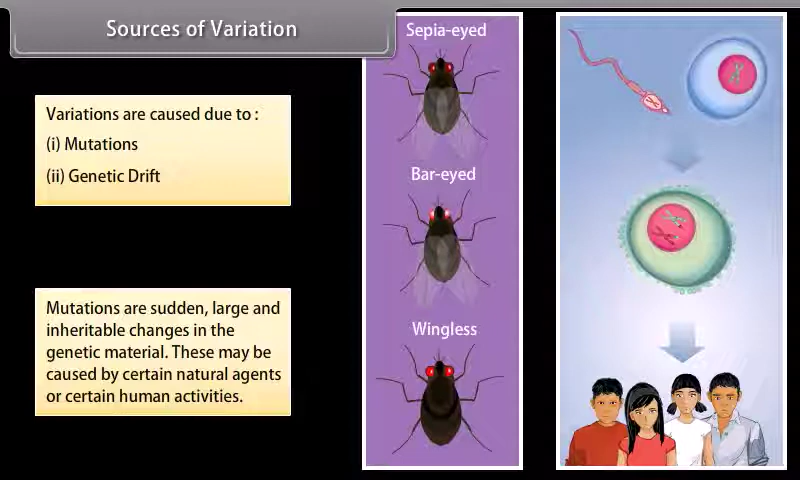 Sources of Variation
Variations are caused due to :
(i) Mutations
(ii) Genetic Drift
Mutations are sudden, large and
inheritable changes in the
genetic material. These may be
caused by certain natural agents
or certain human activities.
Sepia-eyed
Bar-eyed
Wingless